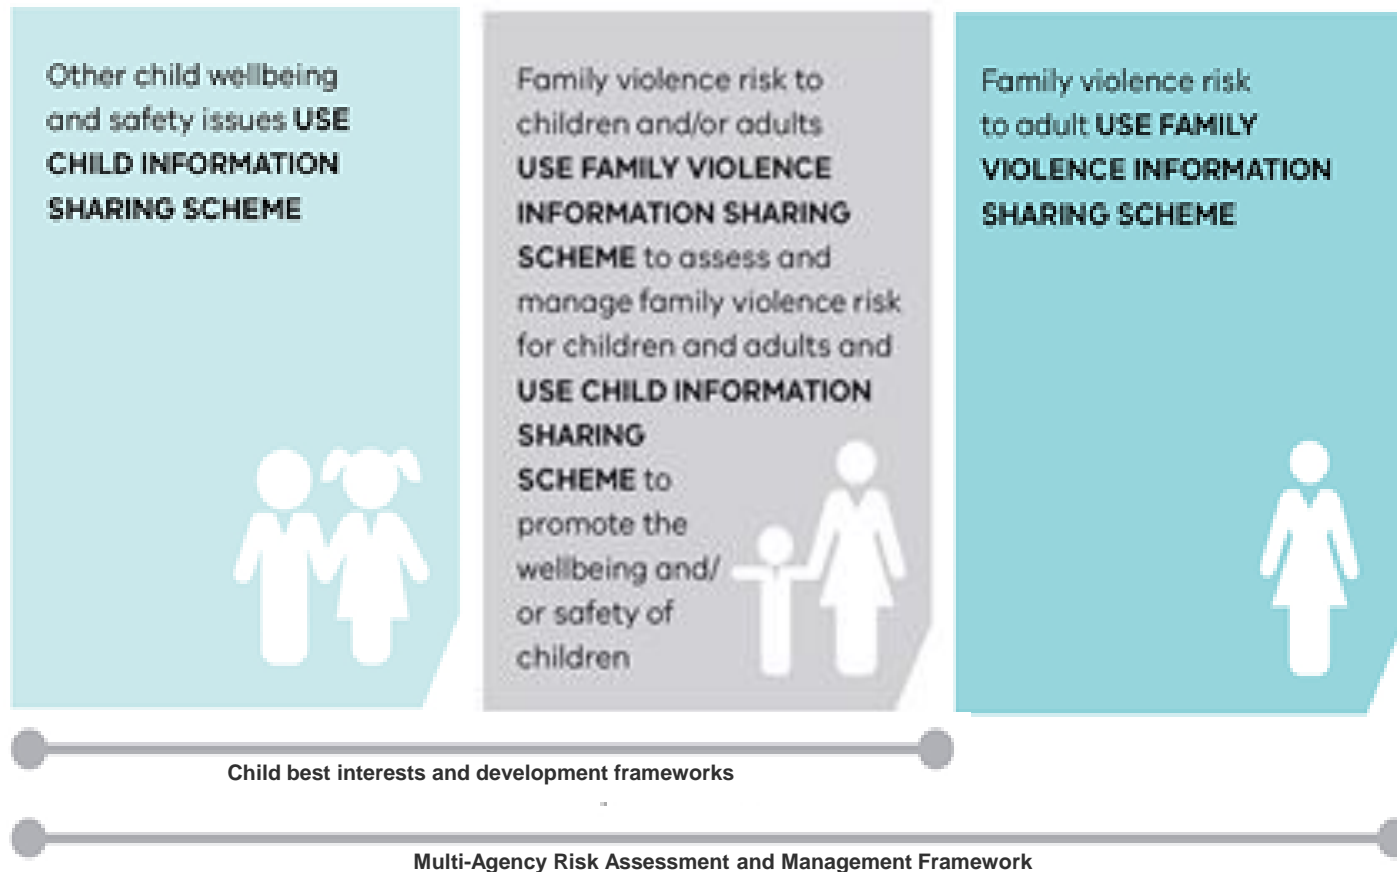 Other child wellbeing
and safety issues USE
CHILD INFORMATION
SHARING SCHEME
Family violence risk to
children and/or adults
USE FAMILY VIOLENCE
INFORMATION SHARING
SCHEME to assess and
manage family violence risk
for children and adults and
USE CHILD INFORMATION
SHARING
SCHEME to
promote the
wellbeing and/
or safety of
children
Family violence risk
to adult USE FAMILY
VIOLENCE INFORMATION
SHARING SCHEME
Child best interests and development frameworks
Multi-Agency Risk Assessment and Management Framework